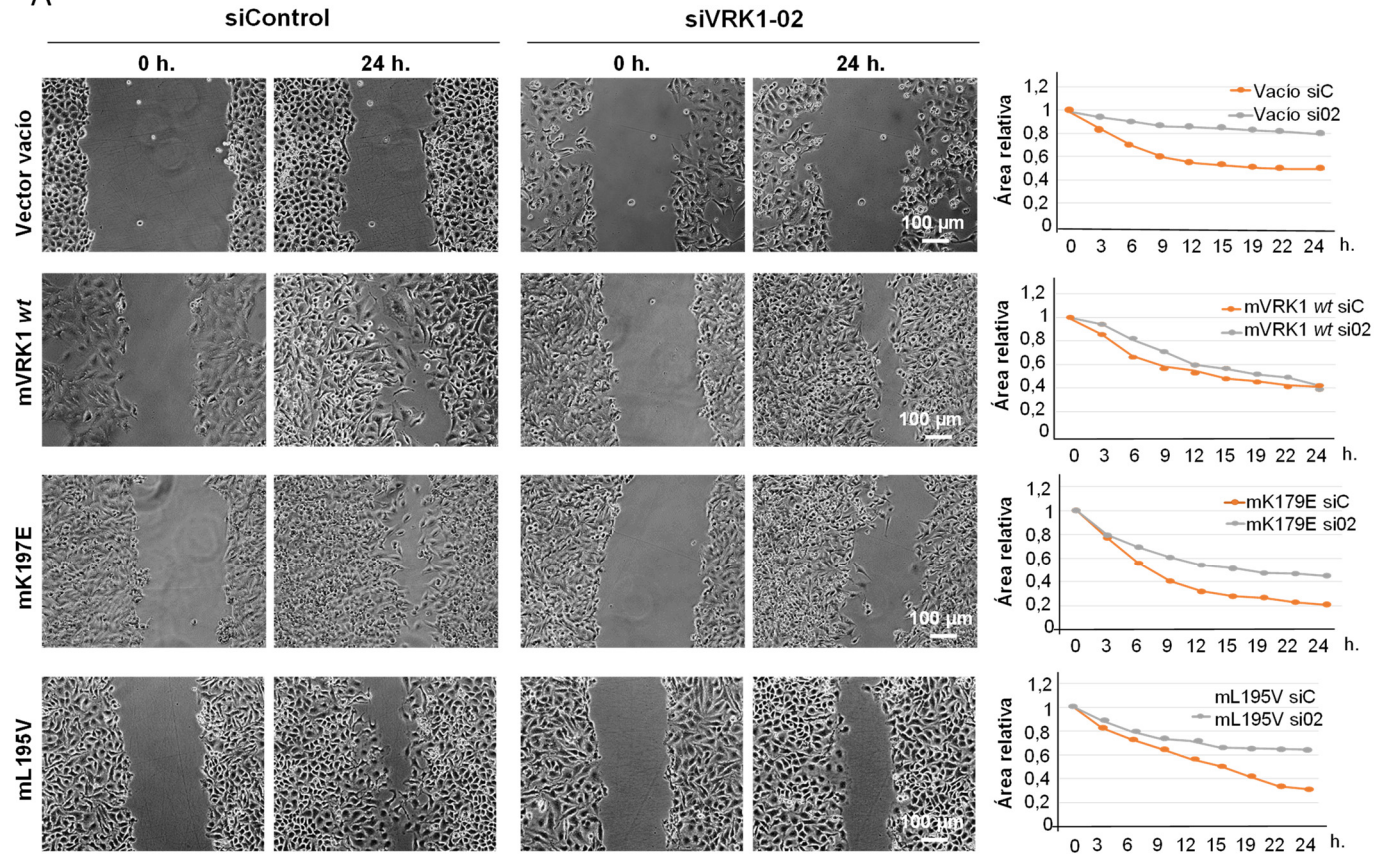 A
siControl
siVRK1-02
0 h.
24 h.
0 h.
24 h.
Vector vacío
100 µm
Área relativa
1,2
1
0,8
0,6
0,4
0,2
0
Vacío siC
Vacío si02
0 3 6 9 12 15 19 22 24 h.
mVRK1 wt
100 µm
Área relativa
1,2
1
0,8
0,6
0,4
0,2
0
mVRK1 wt siC
mVRK1 wt si02
0 3 6 9 12 15 19 22 24 h.
mK197E
100 µm
Área relativa
1,2
1
0,8
0,6
0,4
0,2
0
mK179E siC
mK179E si02
0 3 6 9 12 15 19 22 24 h.
mL195V
100 µm
Área relativa
1,2
1
0,8
0,6
0,4
0,2
0
mL195V siC
mL195V si02
0 3 6 9 12 15 19 22 24 h.